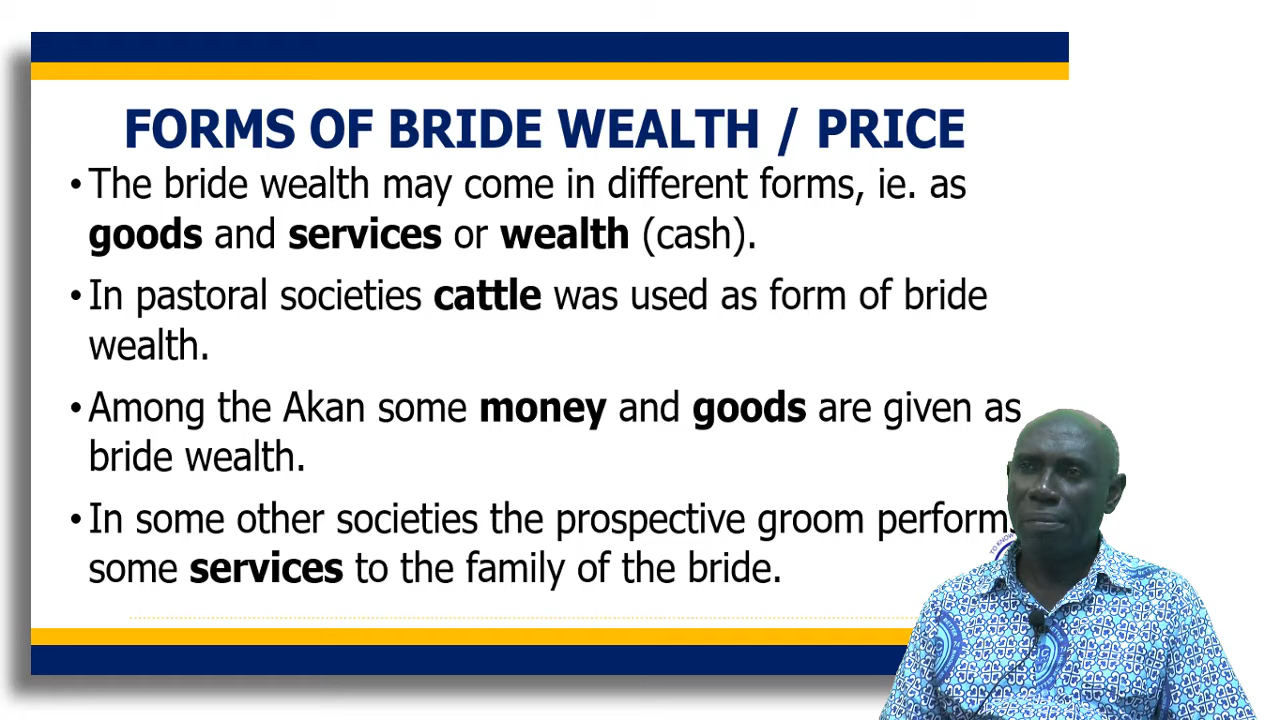 FORMS OF BRIDE WEALTH / PRICE
•The bride wealth may come in different forms, ie. as
goods and services or wealth (cash).
•In pastoral societies cattle was used as form of bride
wealth.
•Among the Akan some money and goods are given as
bride wealth.
•In some other societies the prospective groom performs
some services to the family of the bride.
TO KNOW